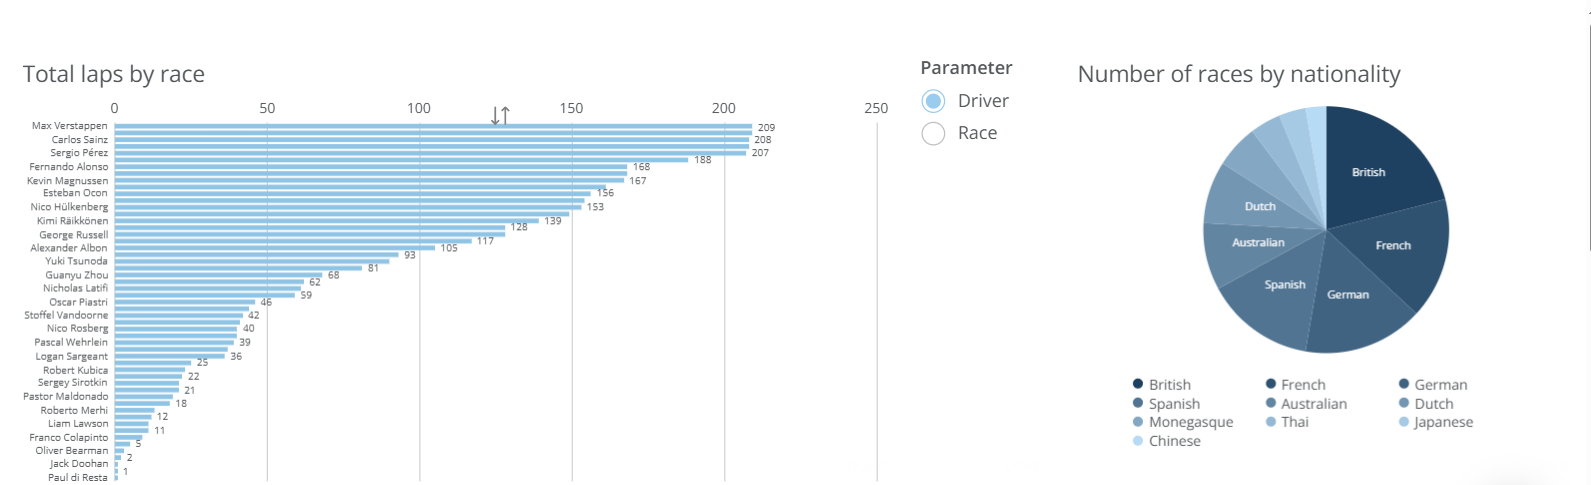 Total laps by race
0 50 100 150 200 250
Max Verstappen 209
Carlos Sainz 208
Sergio Pérez 207
188
Fernando Alonso 168
Kevin Magnussen 167
Esteban Ocon 156
Nico Hülkenberg 153
Kimi Räikkönen 139
128
George Russell
117
Alexander Albon 105
93
Yuki Tsunoda
81
Guanyu Zhou 68
62
Nicholas Latifi
59
Oscar Piastri 46
Stoffel Vandoorne 42
Nico Rosberg 40
Pascal Wehrlein 39
Logan Sargeant 36
25
Robert Kubica
22
Sergey Sirotkin
21
Pastor Maldonado
18
Roberto Merhi
12
Liam Lawson
11
Franco Colapinto
5
Oliver Bearman
2
Jack Doohan
1
Paul di Resta
Parameter
Driver
Race
Number of races by nationality
British
French
German
Spanish
Australian
Dutch
British French German
Spanish Australian Dutch
Monegasque Thai Japanese
Chinese